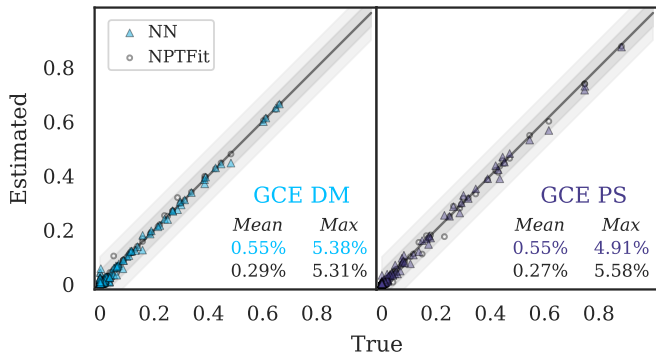 NN
NPTFit
Estimated
0.8
0.6
0.4
0.2
0
GCE DM
Mean Max
0.55% 5.38%
0.29% 5.31%
GCE PS
Mean Max
0.55% 4.91%
0.27% 5.58%
0 0.2 0.4 0.6 0.8 0 0.2 0.4 0.6 0.8
True